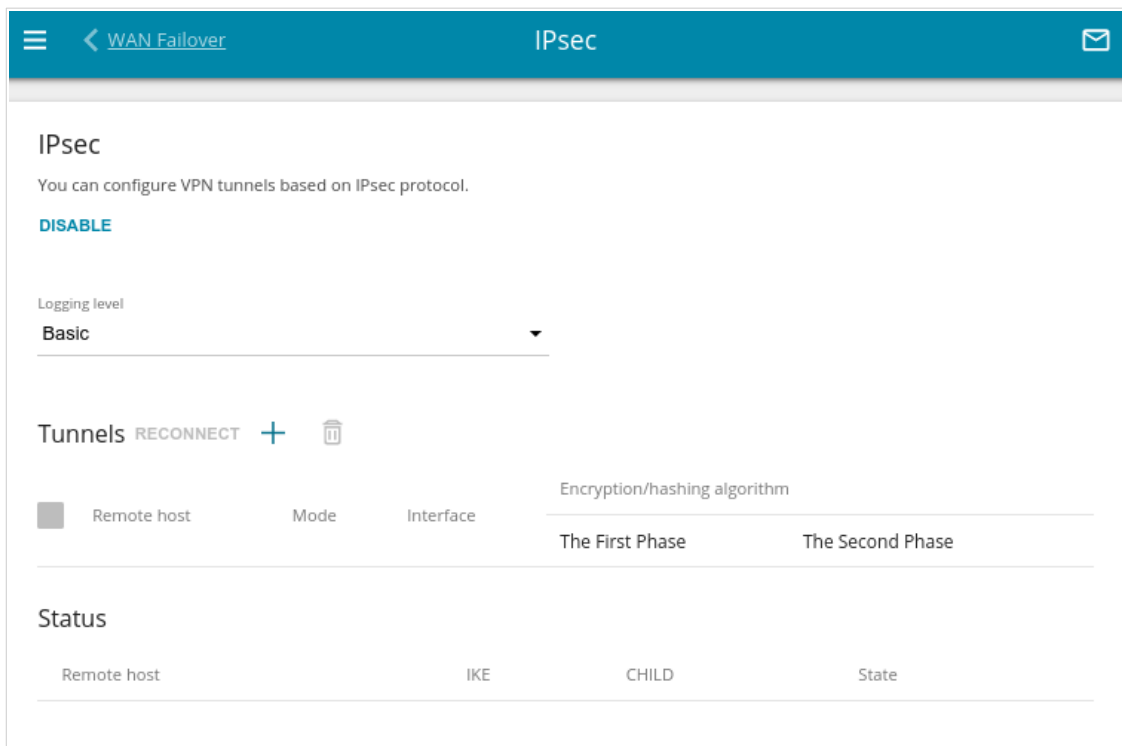 WAN Failover IPsec
IPsec
You can configure VPN tunnels based on IPsec protocol.
DISABLE
Logging level
Basic
Tunnels RECONNECT
Encryption/hashing algorithm
Remote host Mode Interface
The First Phase The Second Phase
Status
Remote host IKE CHILD State